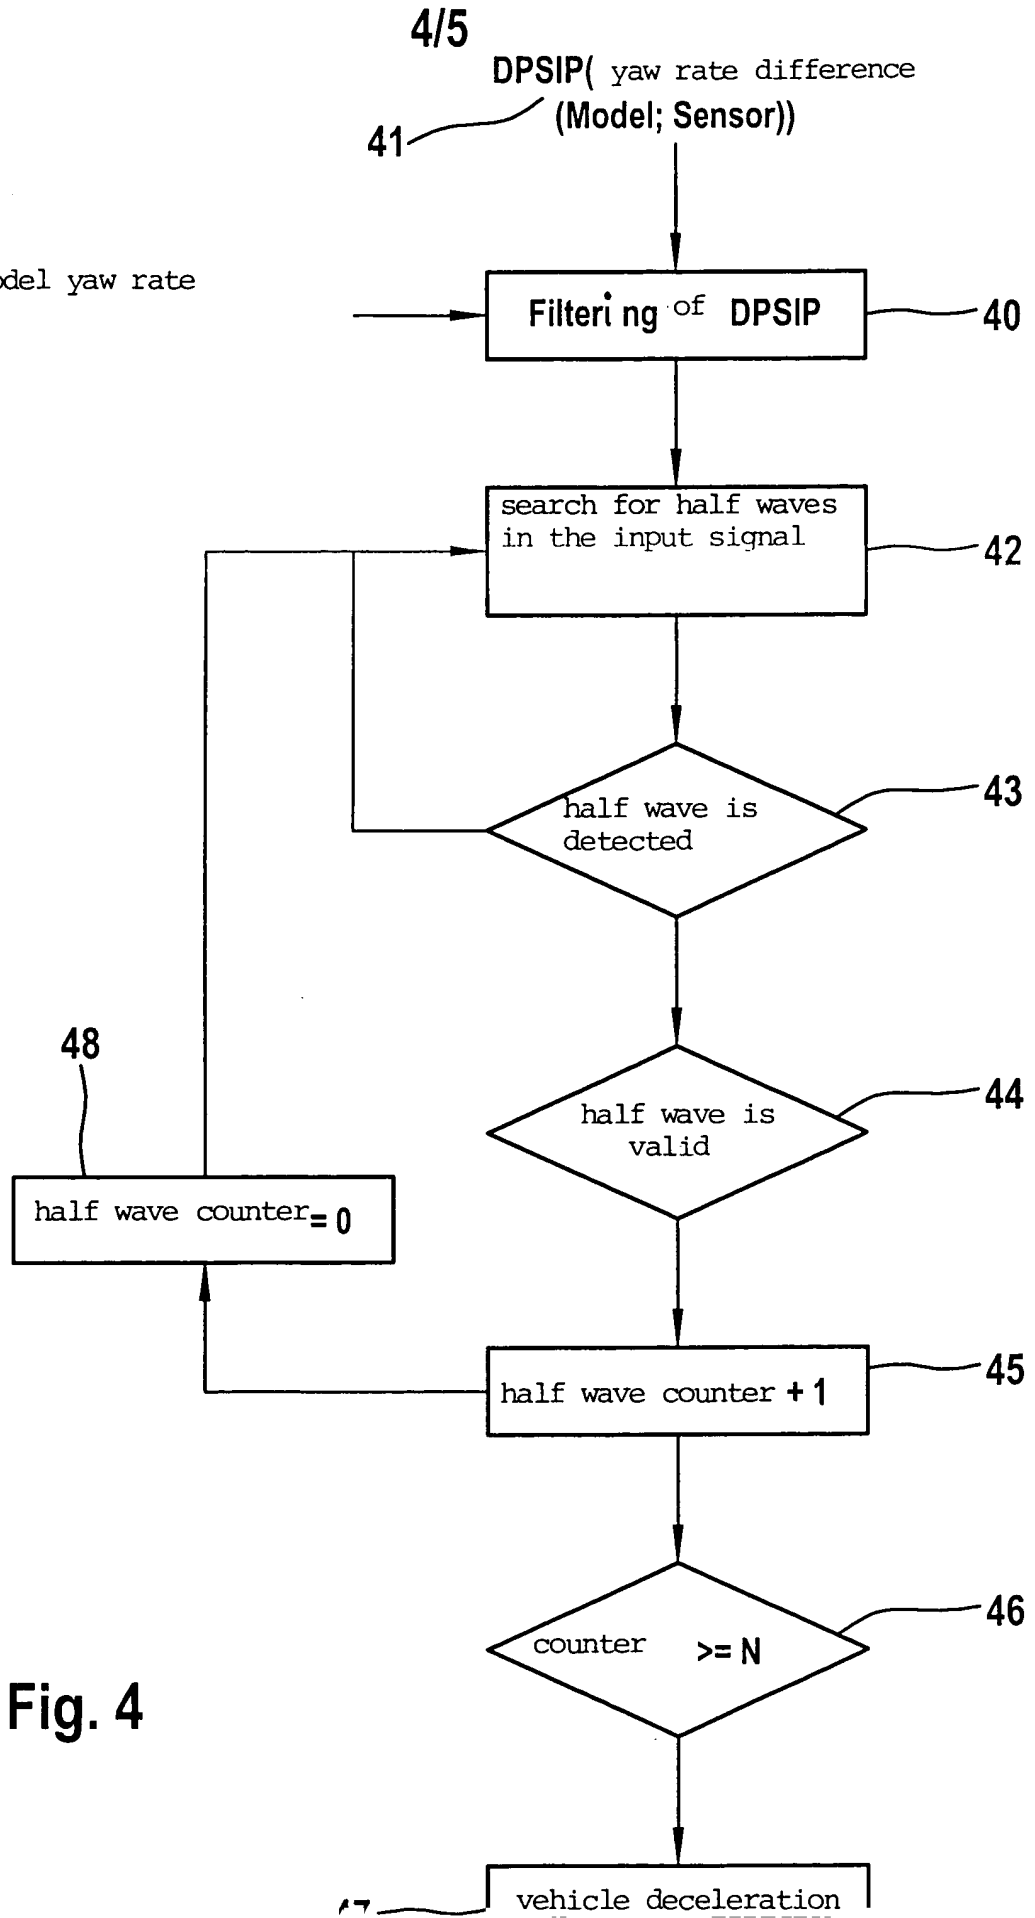 4/5
DPSIP( yaw rate difference
(Model; Sensor))
41
yaw rate
Filtering of DPSIP
40
search for half waves
in the input signal
42
half wave is
detected
43
48
half wave is
valid
44
half wave counter = 0
half wave counter + 1
45
counter >= N
46
Fig. 4
vehicle deceleration